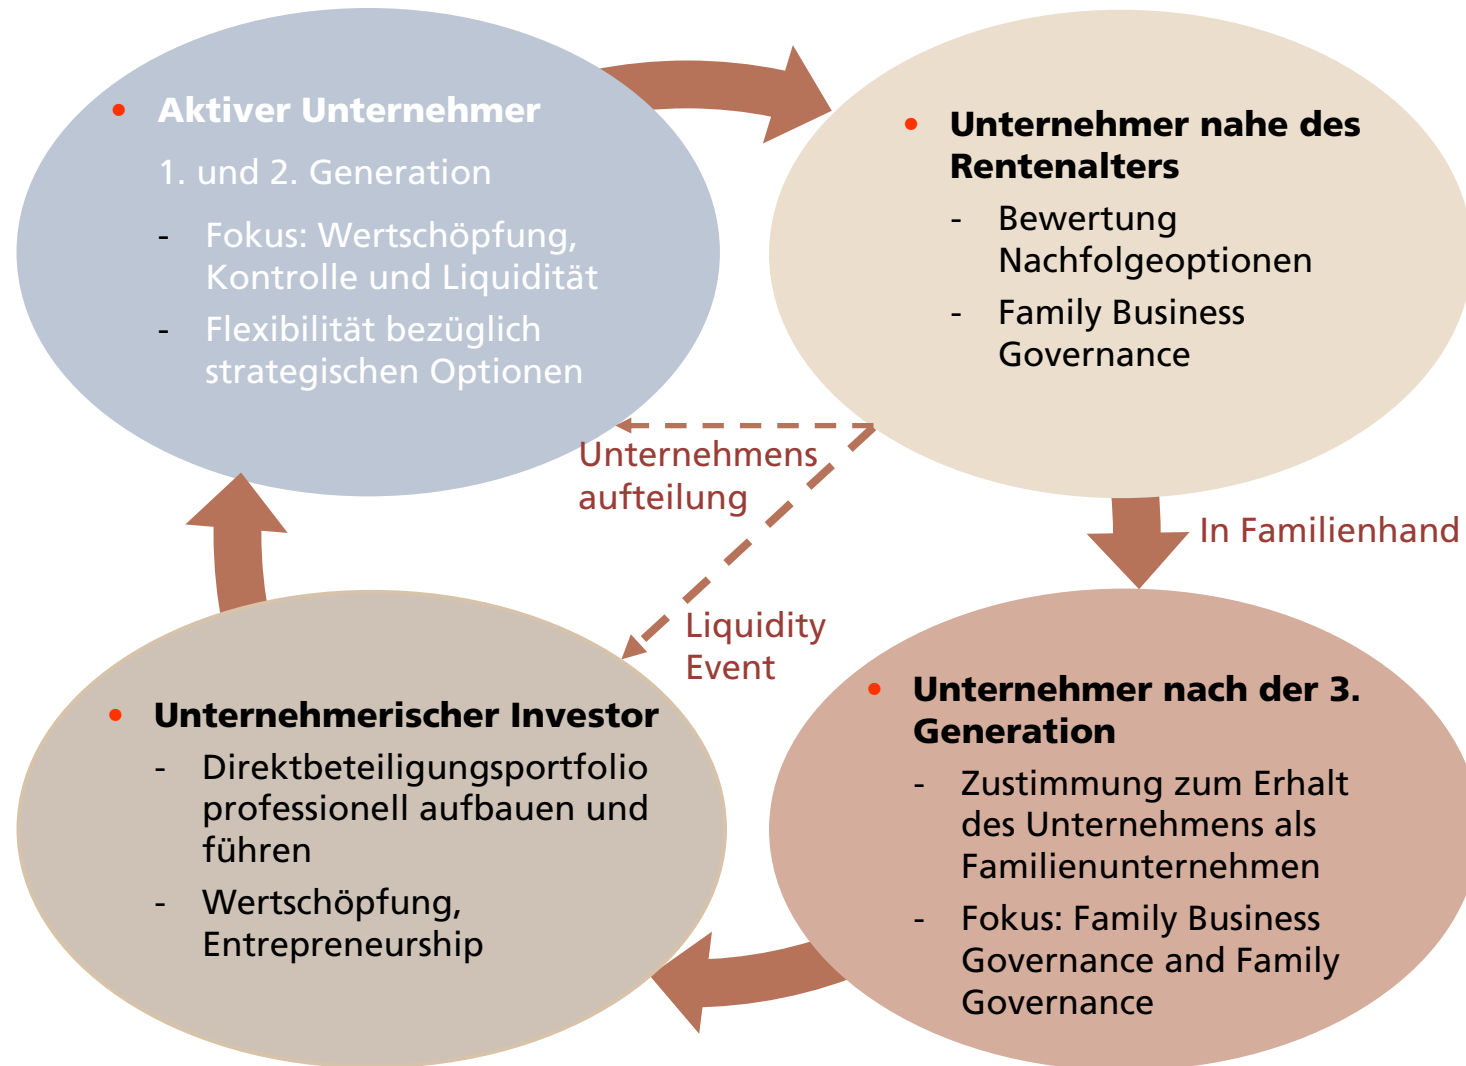 • Aktiver Unternehmer
1. und 2. Generation
- Fokus: Wertschöpfung,
Kontrolle und Liquidität
- Flexibilität bezüglich
strategischen Optionen
• Unternehmer nahe des
Rentenalters
- Bewertung
Nachfolgeoptionen
- Family Business
Governance
Unternehmens
aufteilung
In Familienhand
Liquidity
Event
• Unternehmerischer Investor
- Direktbeteiligungsportfolio
professionell aufbauen und
führen
- Wertschöpfung,
Entrepreneurship
• Unternehmer nach der 3.
Generation
- Zustimmung zum Erhalt
des Unternehmens als
Familienunternehmen
- Fokus: Family Business
Governance and Family
Governance